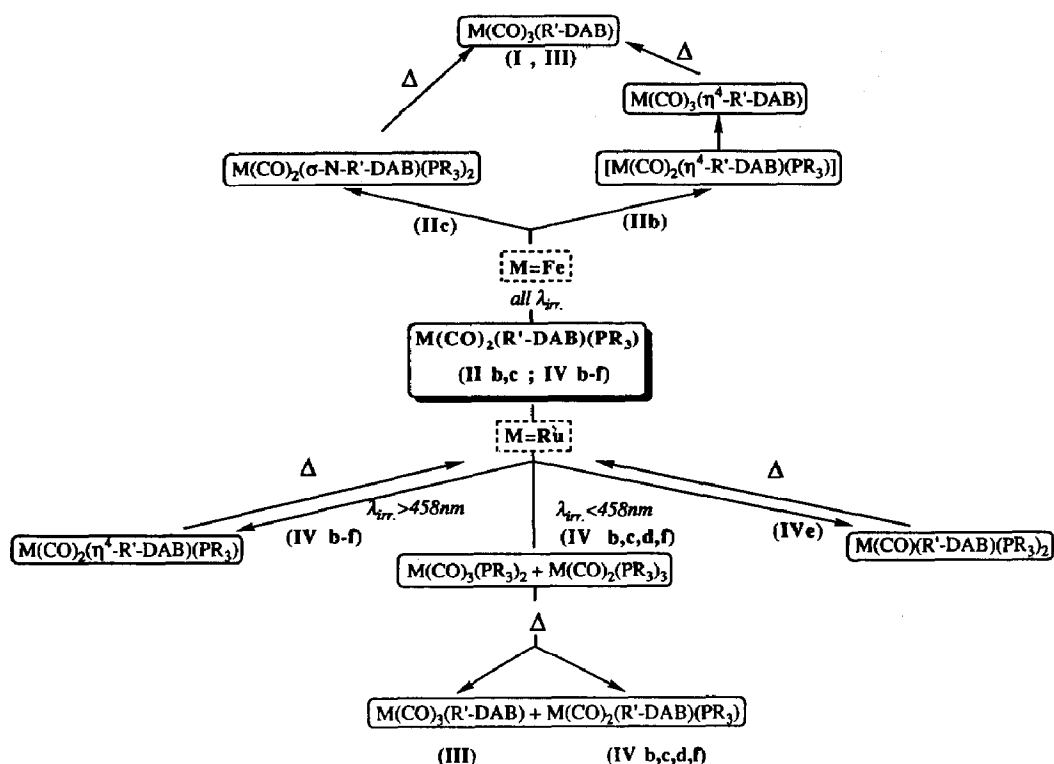 M(CO)₃(R'-DAB)
(I , III)
Δ
Δ
M(CO)₃(η⁴-R'-DAB)
M(CO)₂(σ-N-R'-DAB)(PR₃)₂
[M(CO)₂(η⁴-R'-DAB)(PR₃)]
(IIc)
(IIb)
M=Fe
all λirr.
M(CO)₂(R'-DAB)(PR₃)
(II b,c ; IV b-f)
M=Ru
Δ
Δ
λirr.>458nm
λirr.<458nm
(IV b-f)
(IV b,c,d,f)
(IVe)
M(CO)₂(η⁴-R'-DAB)(PR₃)
M(CO)(R'-DAB)(PR₃)₂
M(CO)₃(PR₃)₂ + M(CO)₂(PR₃)₃
Δ
M(CO)₃(R'-DAB) + M(CO)₂(R'-DAB)(PR₃)
(III)
(IV b,c,d,f)